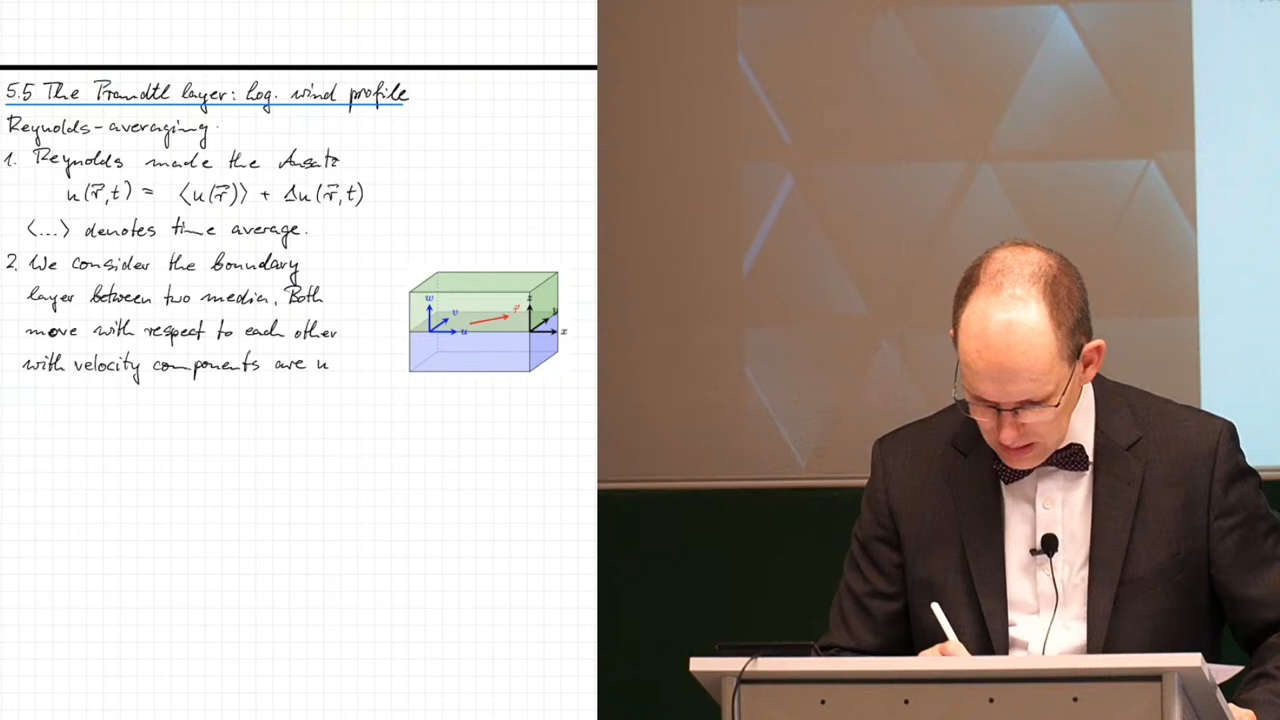 5.5 The Prandtl layer: Log. wind profile
Reynolds-averaging.
1. Reynolds made the Ansatz
u(r⃗,t) = ⟨u(r⃗)⟩ + Δu(r⃗,t)
⟨...⟩ denotes time average.
2. We consider the boundary
layer between two media. Both
move with respect to each other
with velocity components are u
w
v
u
r⃗
z
y
x